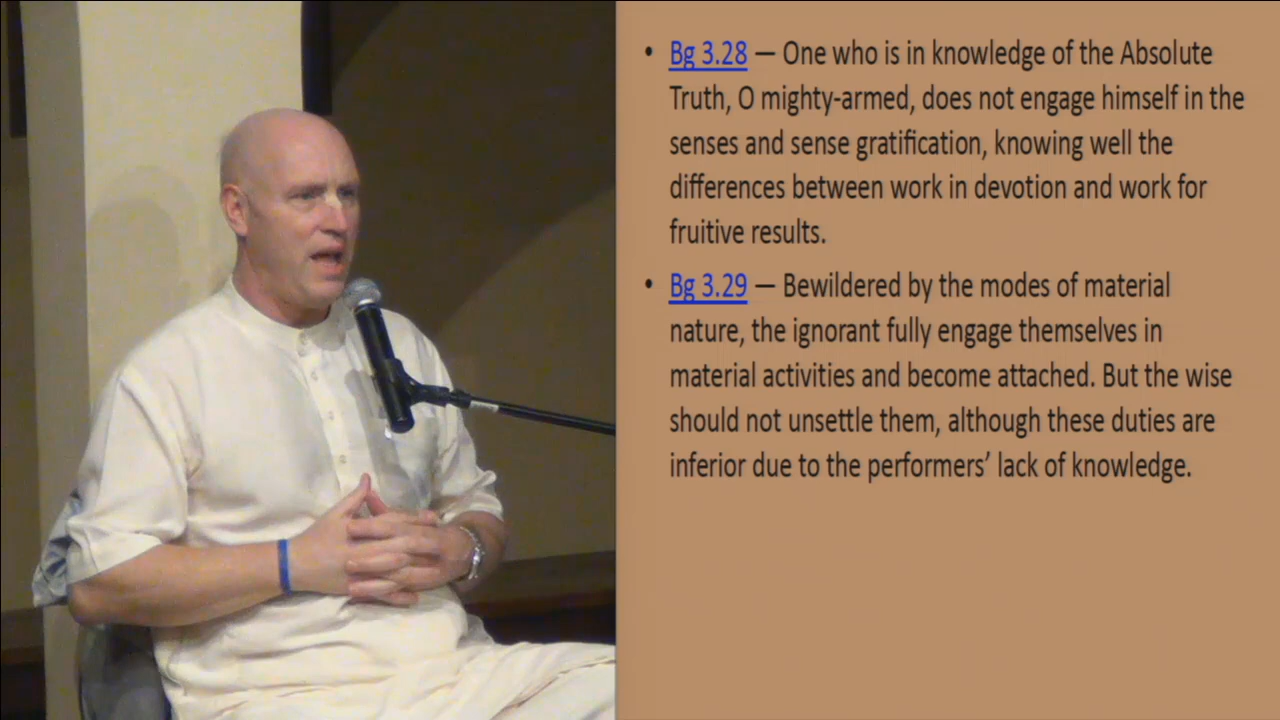 • Bg 3.28 — One who is in knowledge of the Absolute
Truth, O mighty-armed, does not engage himself in the
senses and sense gratification, knowing well the
differences between work in devotion and work for
fruitive results.
• Bg 3.29 — Bewildered by the modes of material
nature, the ignorant fully engage themselves in
material activities and become attached. But the wise
should not unsettle them, although these duties are
inferior due to the performers’ lack of knowledge.